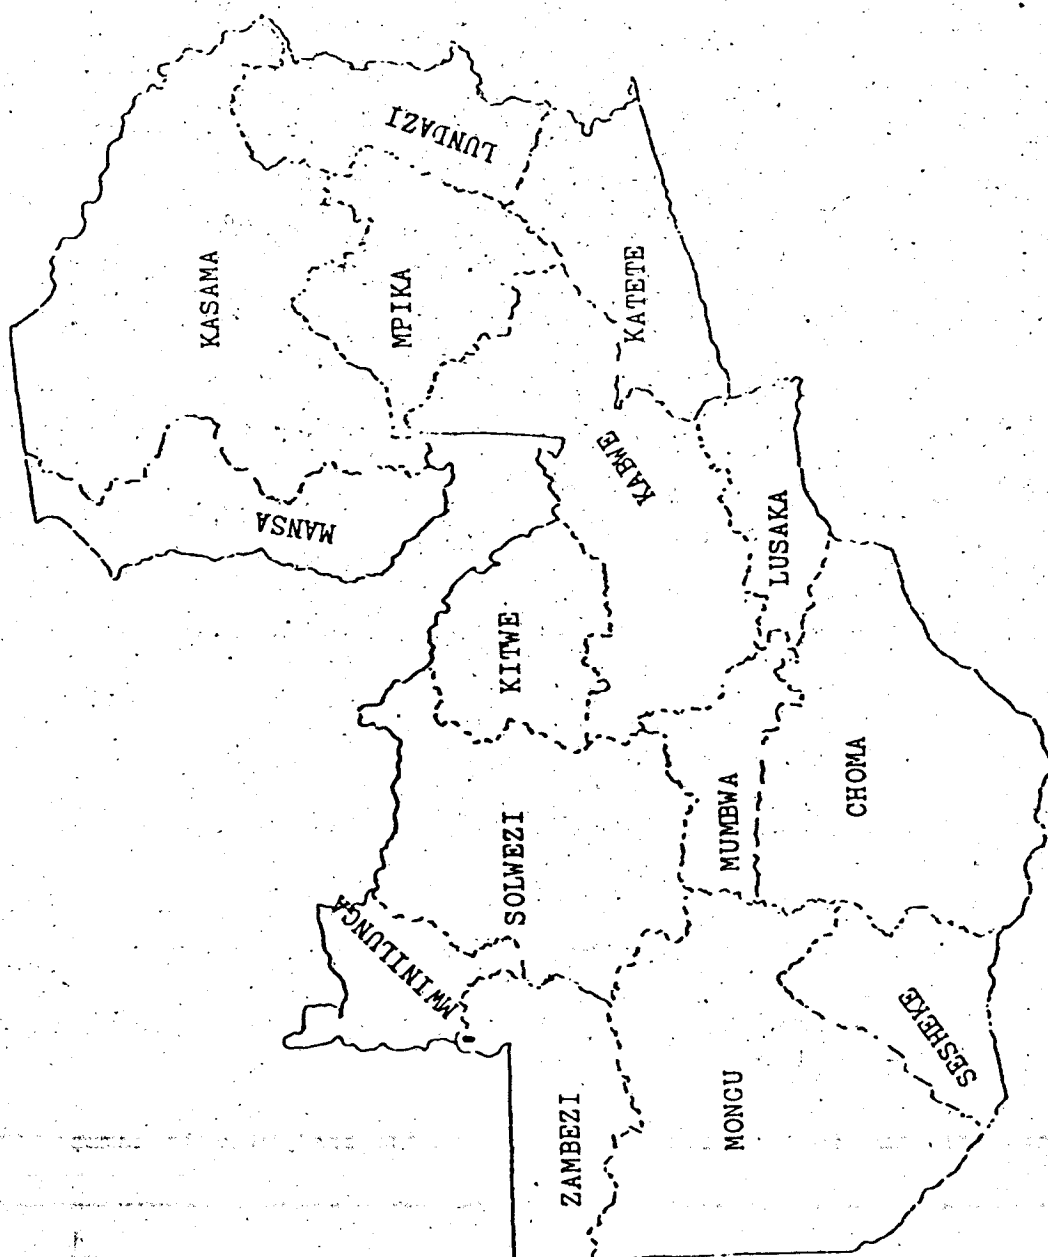 LUNDAZI
KASAMA
MPIKA
KATETE
MANSA
KABWE
LUSAKA
KITWE
CHOMA
MUMBWA
SOLWEZI
MWINILUNGA
SESHEKE
MONGU
ZAMBEZI